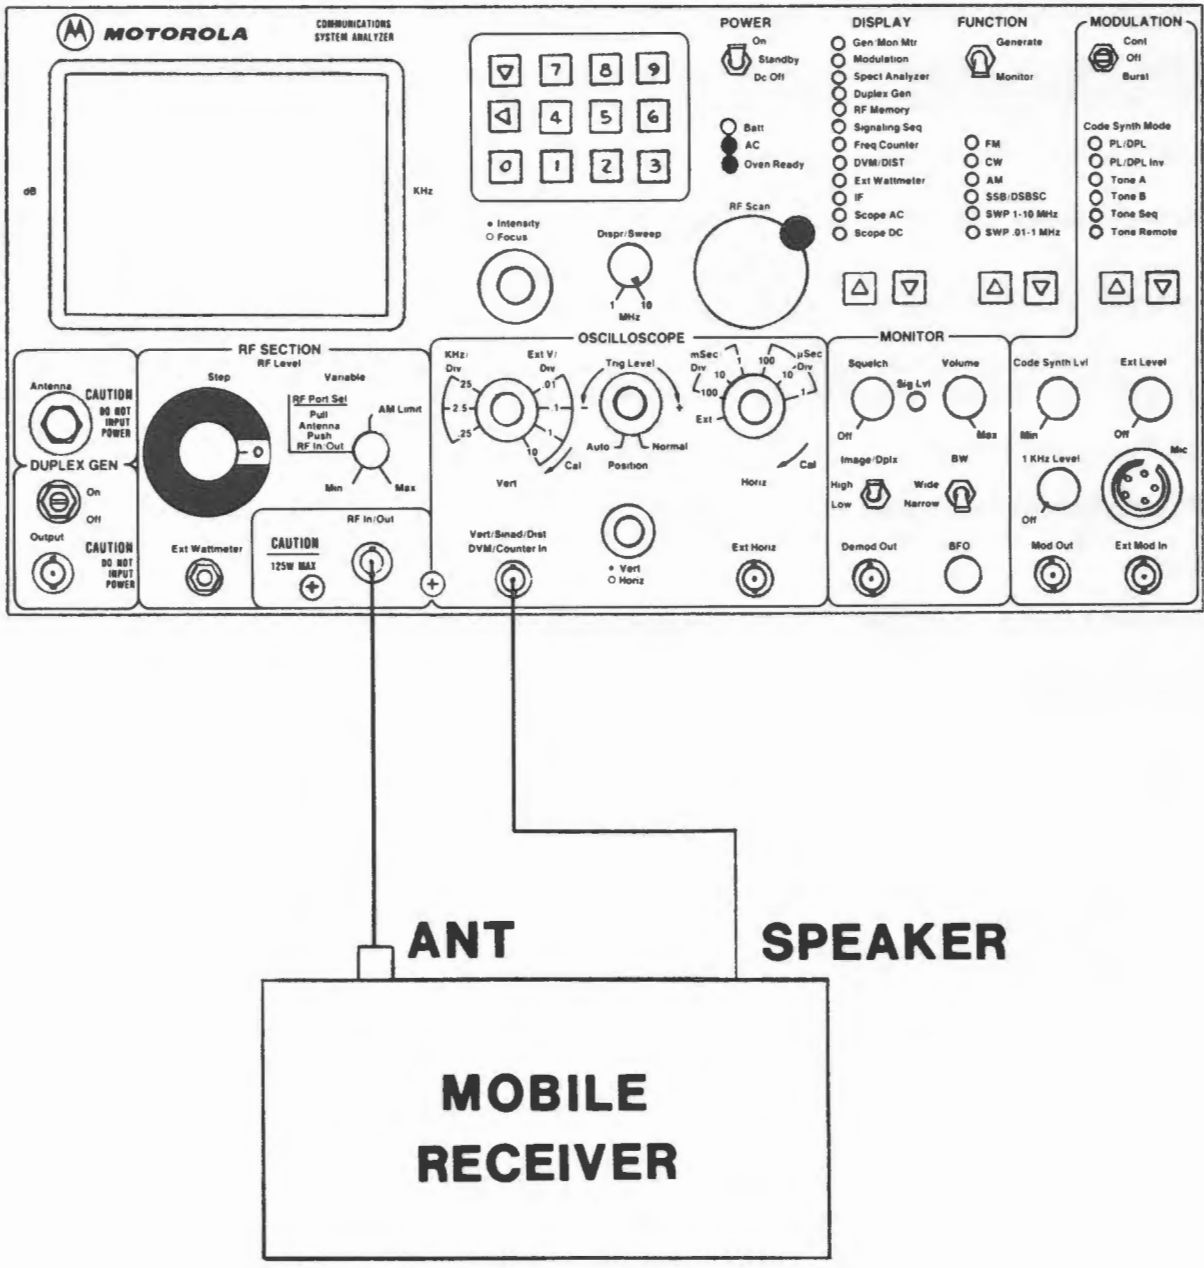 MOTOROLA
COMMUNICATIONS
SYSTEM ANALYZER
dB
KHz
▽ 7 8 9
◁ 4 5 6
0 1 2 3
• Intensity
○ Focus
Dispr/Sweep
1 10
MHz
POWER
On
Standby
Dc Off
Batt
AC
Oven Ready
RF Scan
DISPLAY
Gen/Mon Mtr
Modulation
Spect Analyzer
Duplex Gen
RF Memory
Signaling Seq
Freq Counter
DVM/DIST
Ext Wattmeter
IF
Scope AC
Scope DC
FUNCTION
Generate
Monitor
FM
CW
AM
SSB/DSBSC
SWP 1-10 MHz
SWP .01-1 MHz
MODULATION
Cont
Off
Burst
Code Synth Mode
PL/DPL
PL/DPL Inv
Tone A
Tone B
Tone Seq
Tone Remote
Antenna
CAUTION
DO NOT
INPUT
POWER
DUPLEX GEN
On
Off
Output
CAUTION
DO NOT
INPUT
POWER
RF SECTION
RF Level
Step
Variable
0
RF Port Sel
Pull
Antenna
Push
RF In/Out
AM Limit
Min
Max
Ext Wattmeter
CAUTION
125W MAX
RF In/Out
OSCILLOSCOPE
KHz/
Div
.25
2.5
.25
Ext V/
Div
.01
.1
1
10
Cal
Vert
Trig Level
-
+
Auto
Normal
Position
• Vert
○ Horiz
mSec/
Div
1
10
100
Ext
µSec
Div
100
10
1
Cal
Horiz
Vert/Sinad/Dist
DVM/Counter In
Ext Horiz
MONITOR
Squelch
Off
Sig Lvl
Volume
Max
Image/Dplx
High
Low
BW
Wide
Narrow
Demod Out
BFO
Code Synth Lvl
Min
Ext Level
Off
1 KHz Level
Off
Mic
Mod Out
Ext Mod In
ANT
SPEAKER
MOBILE
RECEIVER